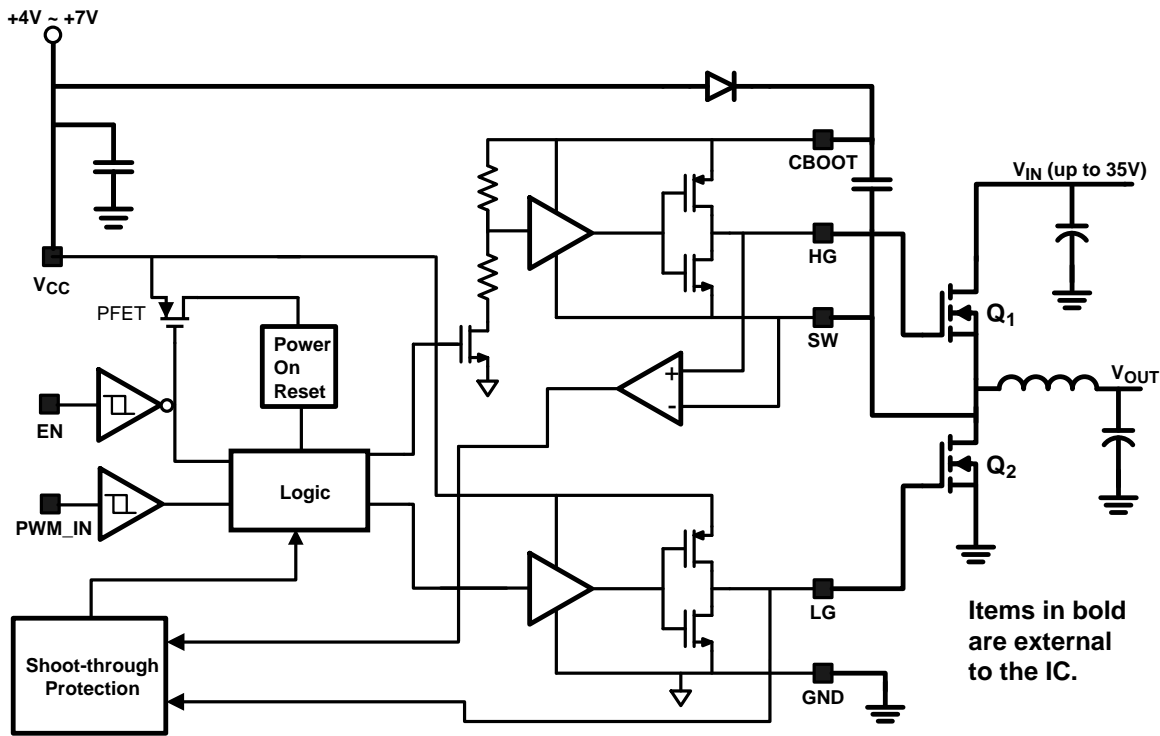 +4V ~ +7V
CBOOT
VIN (up to 35V)
HG
VCC
PFET
Q1
SW
Power
On
Reset
+
-
VOUT
EN
Q2
Logic
PWM_IN
LG
Items in bold
are external
to the IC.
Shoot-through
Protection
GND